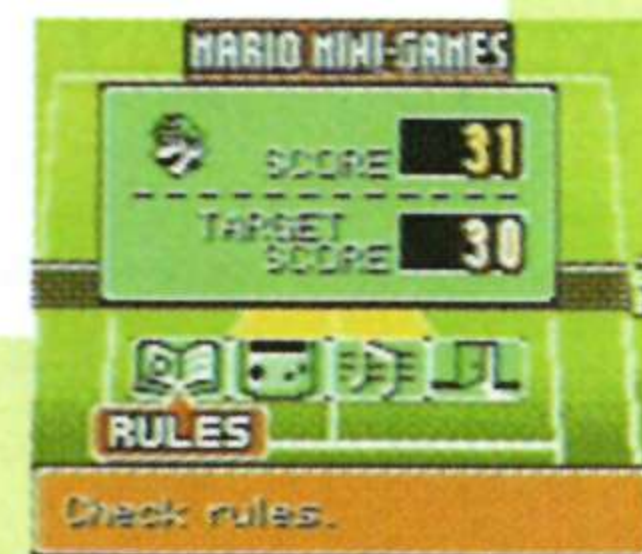 MARIO MINI-GAMES
SCORE 31
TARGET
SCORE 30
RULES
Check rules.